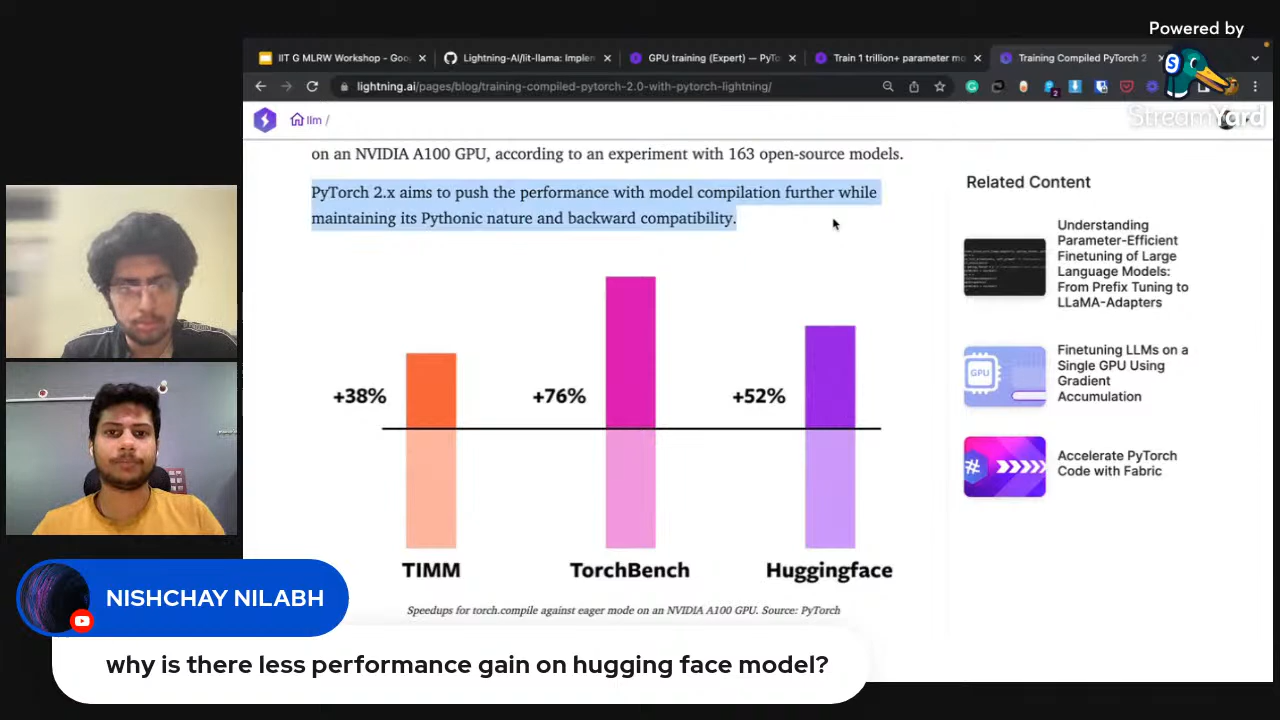 Powered by
StreamYard
IIT G MLRW Workshop - Goo
Lightning-AI/lit-llama: Implem
GPU training (Expert) — PyTo
Train 1 trillion+ parameter mo
Training Compiled PyTorch 2
lightning.ai/pages/blog/training-compiled-pytorch-2.0-with-pytorch-lightning/
llm /
on an NVIDIA A100 GPU, according to an experiment with 163 open-source models.
PyTorch 2.x aims to push the performance with model compilation further while
maintaining its Pythonic nature and backward compatibility.
+38%
+76%
+52%
TIMM
TorchBench
Huggingface
Speedups for torch.compile against eager mode on an NVIDIA A100 GPU. Source: PyTorch
Related Content
Understanding
Parameter-Efficient
Finetuning of Large
Language Models:
From Prefix Tuning to
LLaMA-Adapters
GPU
Finetuning LLMs on a
Single GPU Using
Gradient
Accumulation
#
Accelerate PyTorch
Code with Fabric
NISHCHAY NILABH
why is there less performance gain on hugging face model?